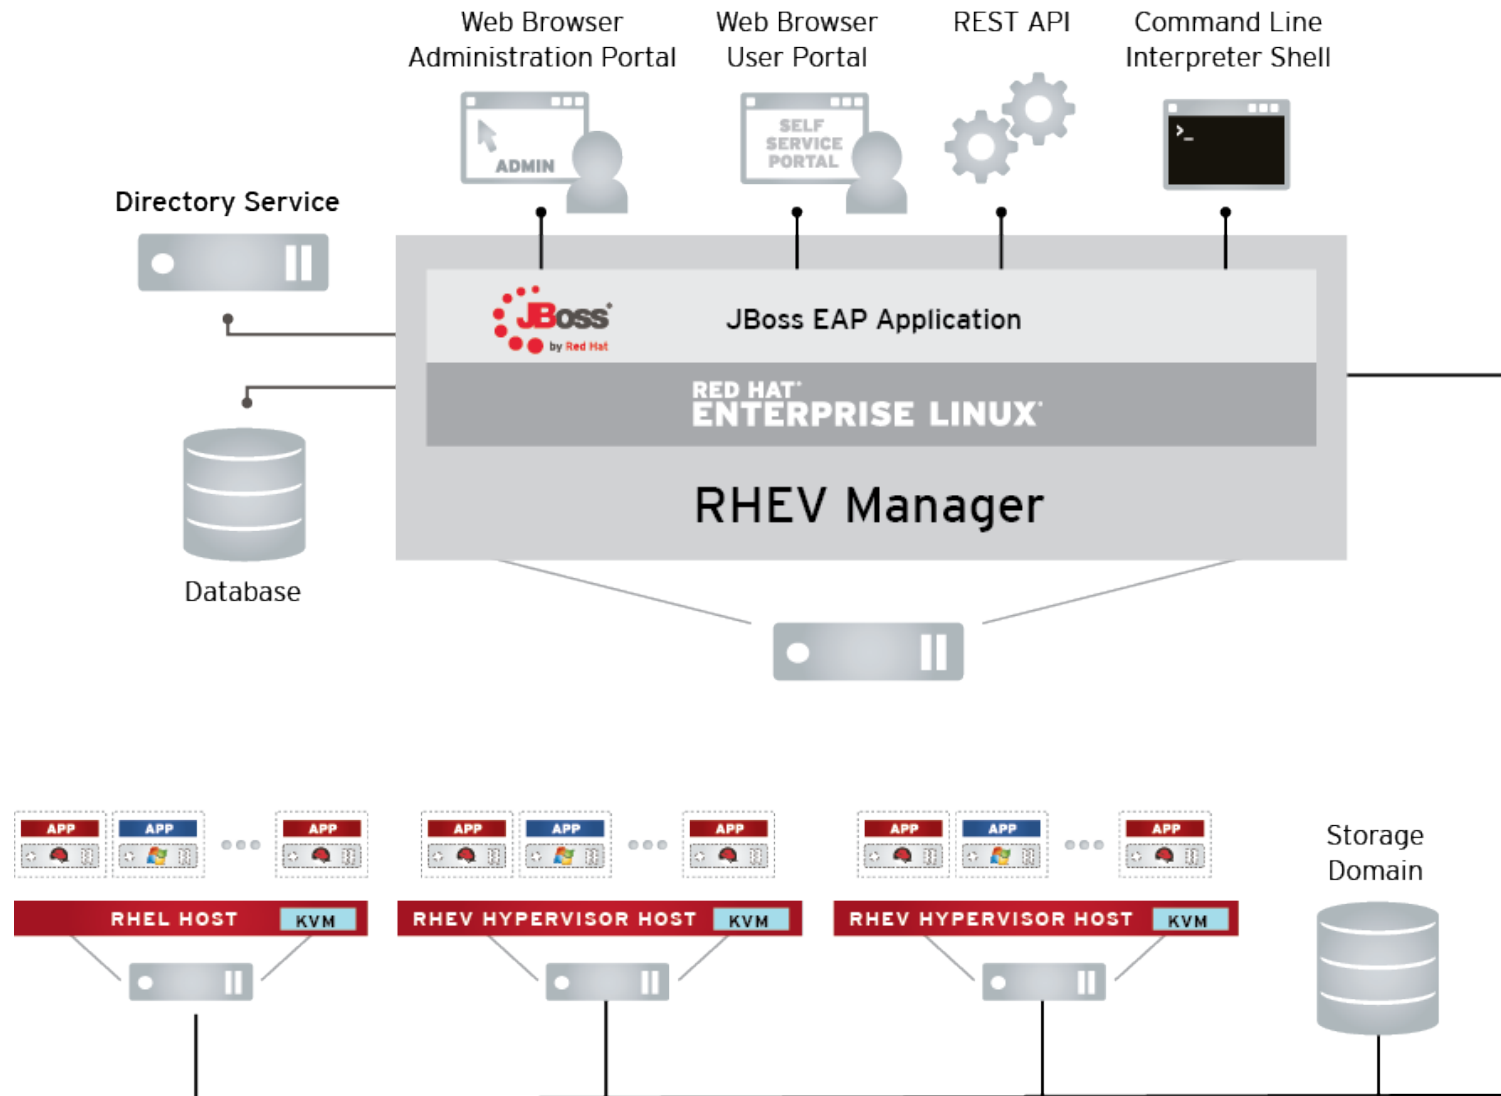 Web Browser
Administration Portal
Web Browser
User Portal
REST API
Command Line
Interpreter Shell
ADMIN
SELF
SERVICE
PORTAL
>_
Directory Service
JBoss
by Red Hat
JBoss EAP Application
RED HAT
ENTERPRISE LINUX
RHEV Manager
Database
APP
APP
APP
APP
APP
APP
APP
APP
APP
Storage
Domain
RHEL HOST
KVM
RHEV HYPERVISOR HOST
KVM
RHEV HYPERVISOR HOST
KVM